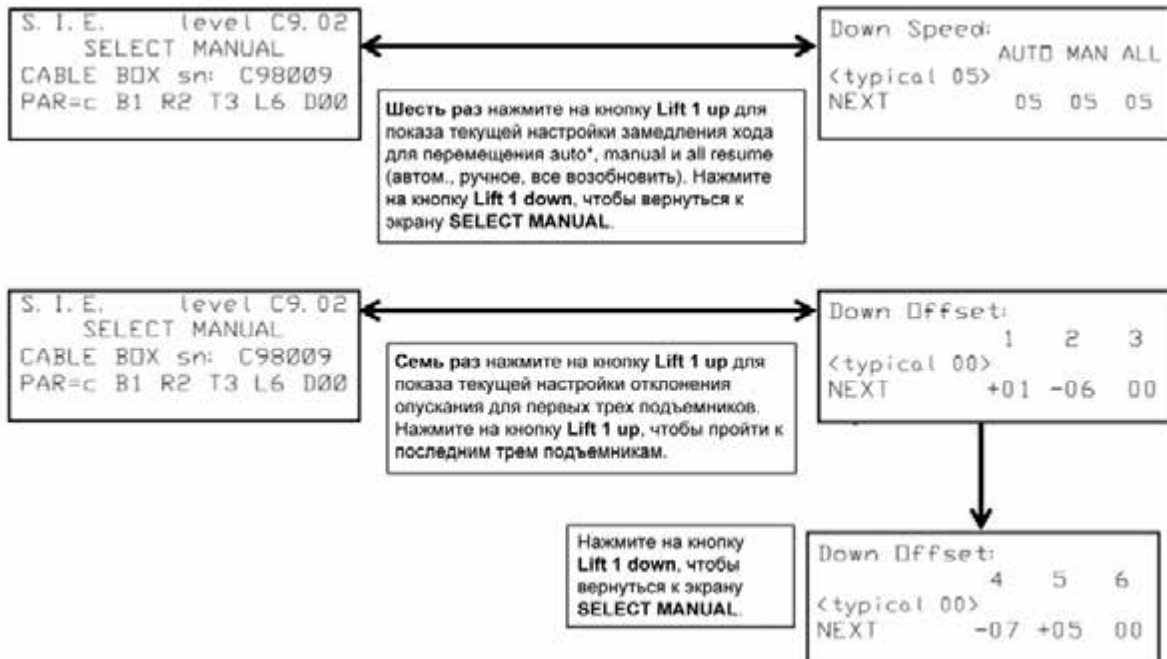 S. I. E. level C9.02
SELECT MANUAL
CABLE BOX sn: C98009
PAR=c B1 R2 T3 L6 D00
Шесть раз нажмите на кнопку Lift 1 up для
показа текущей настройки замедления хода
для перемещения auto*, manual и all resume
(автом., ручное, все возобновить). Нажмите
на кнопку Lift 1 down, чтобы вернуться к
экрану SELECT MANUAL.
Down Speed:
AUTO MAN ALL
<typical 05>
NEXT 05 05 05
S. I. E. level C9.02
SELECT MANUAL
CABLE BOX sn: C98009
PAR=c B1 R2 T3 L6 D00
Семь раз нажмите на кнопку Lift 1 up для
показа текущей настройки отклонения
опускания для первых трех подъемников.
Нажмите на кнопку Lift 1 up, чтобы пройти к
последним трем подъемникам.
Down Offset:
1 2 3
<typical 00>
NEXT +01 -06 00
Нажмите на кнопку
Lift 1 down, чтобы
вернуться к экрану
SELECT MANUAL.
Down Offset:
4 5 6
<typical 00>
NEXT -07 +05 00